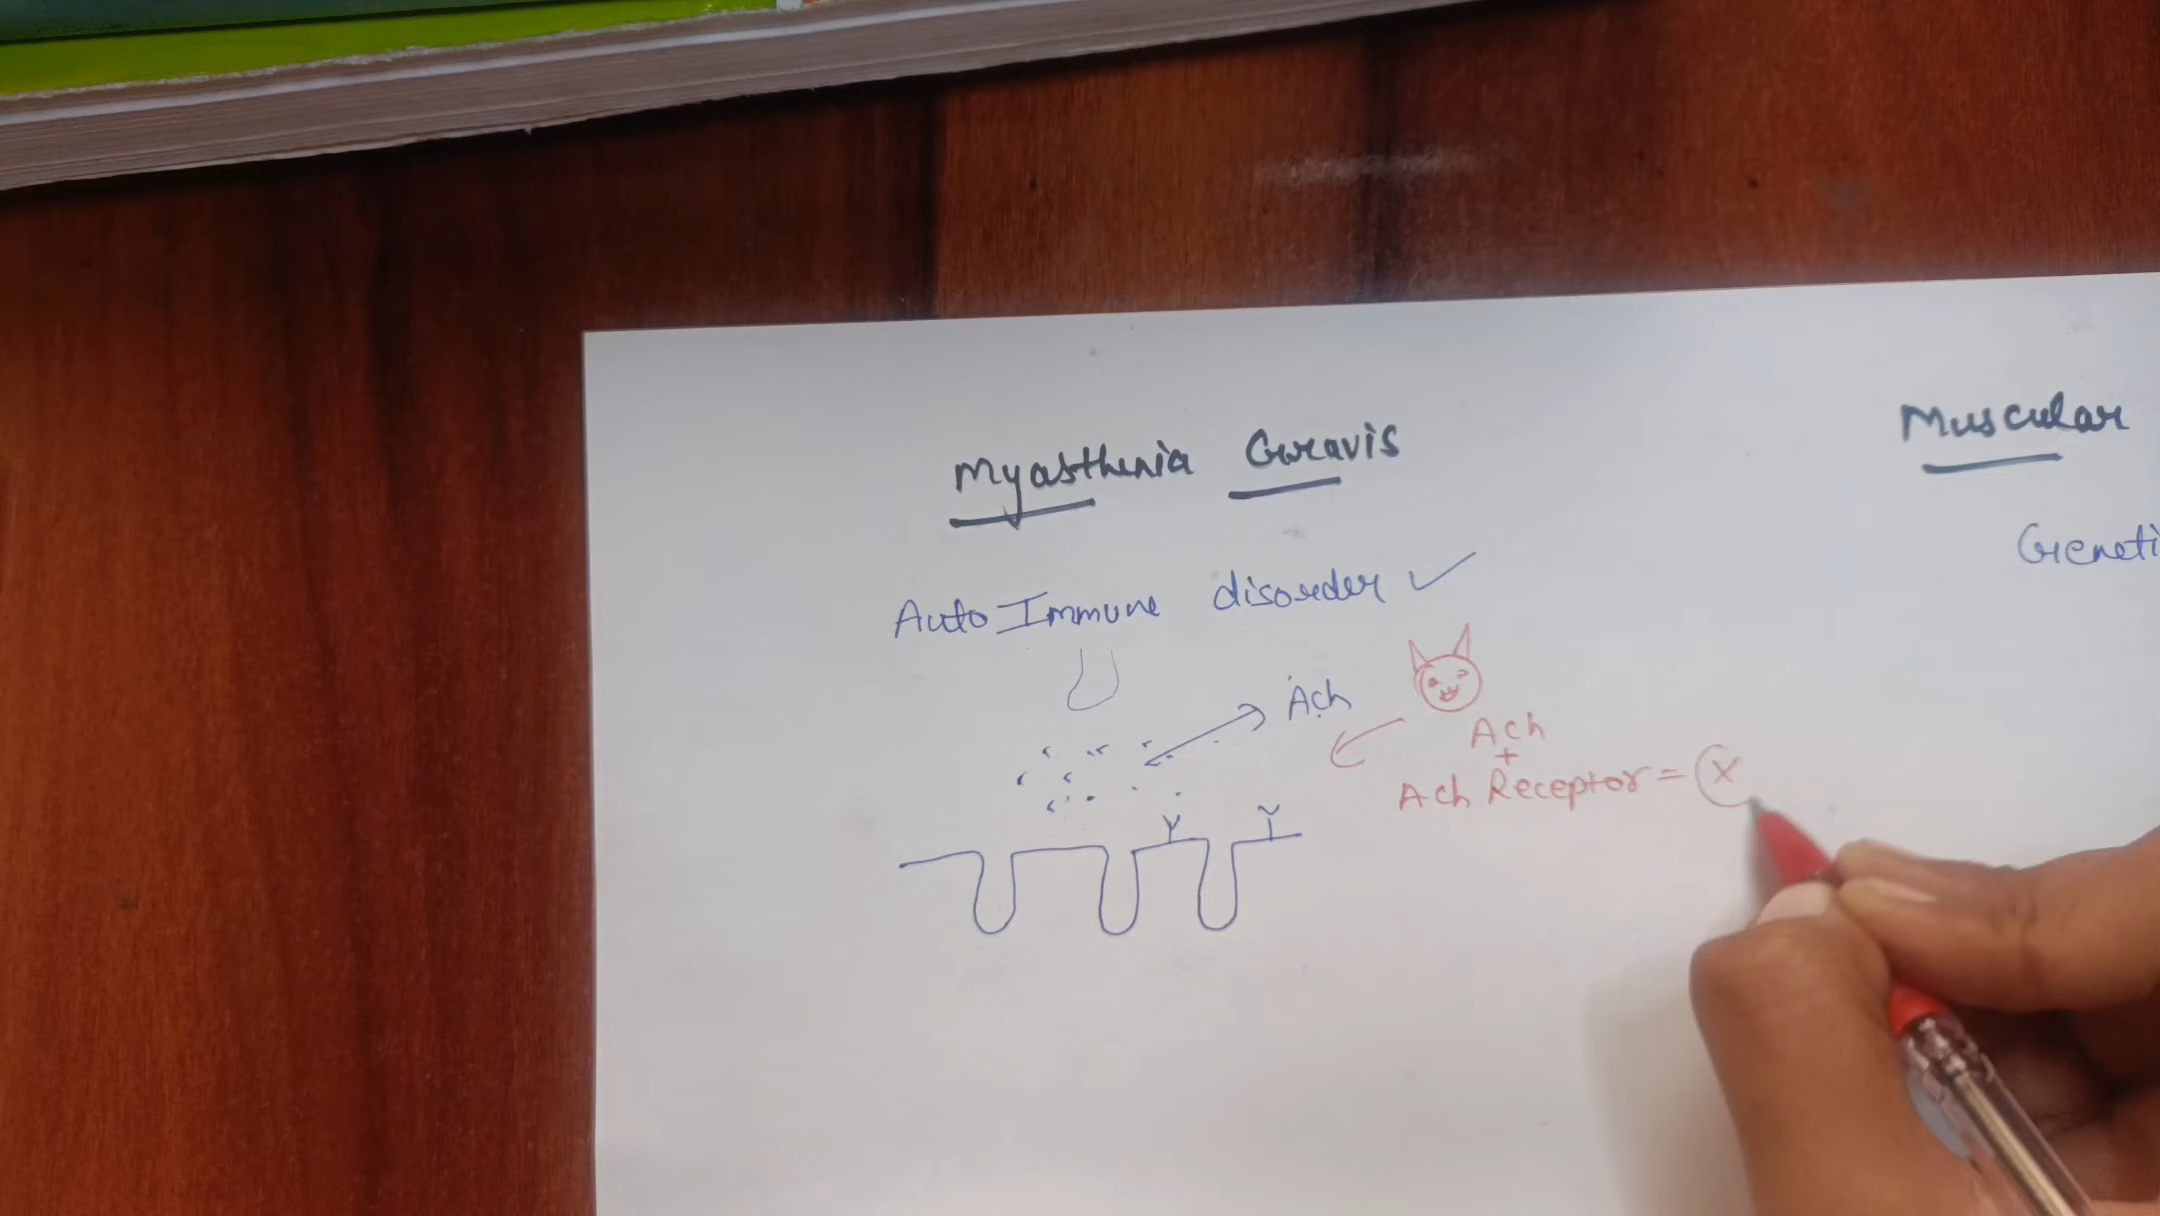 Myasthenia Gravis
Muscular
Auto Immune disorder
Geneti
Ach
Ach
+
Ach Receptor = X